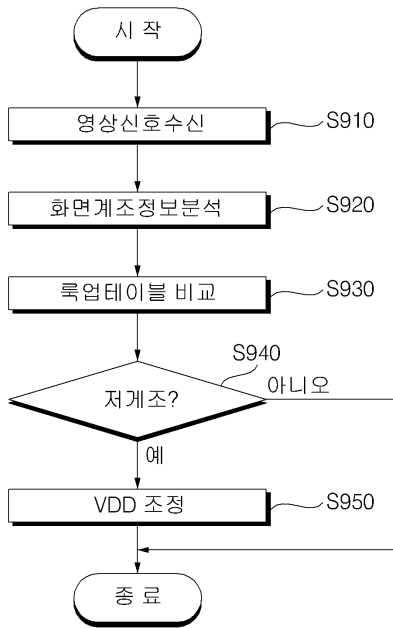 시 작
영상신호수신
S910
화면계조정보분석
S920
룩업테이블 비교
S930
S940
저게조?
아니오
예
VDD 조정
S950
종 료